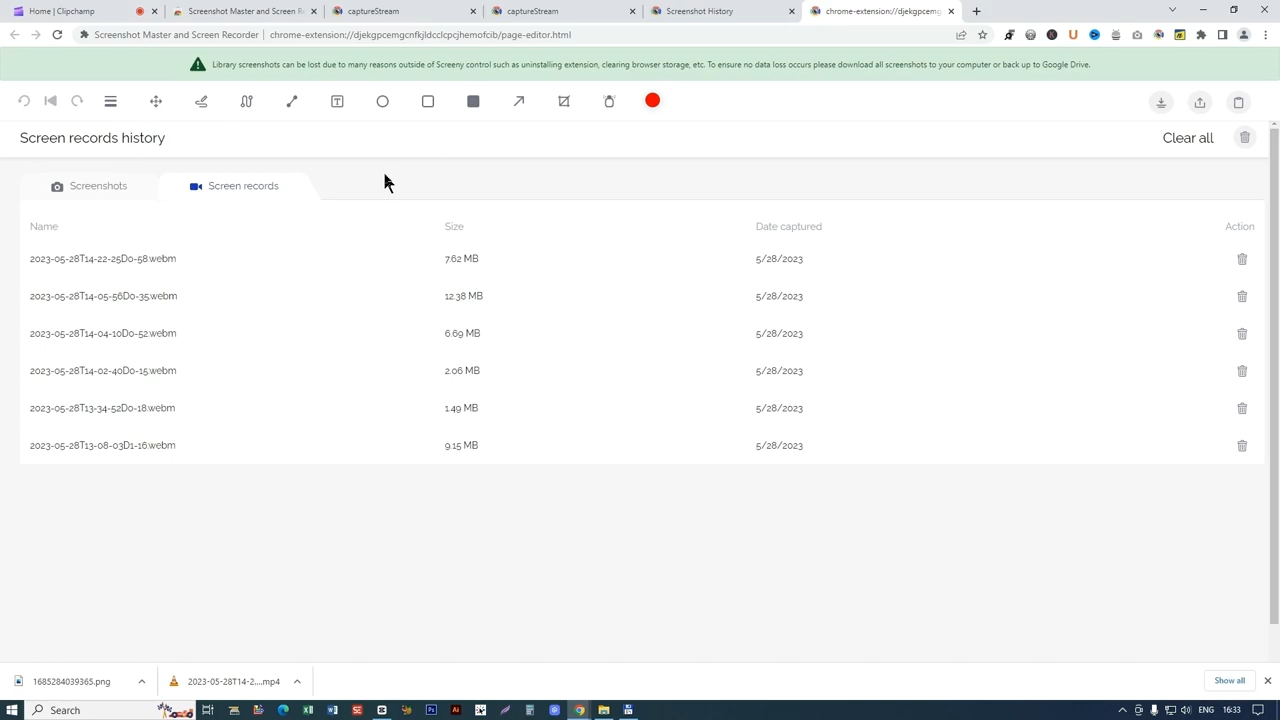 Home | Clipchamp
Screenshot Master and Screen R
captureStream
captureStream
Screenshot History
chrome-extension://djekgpcemg
Screenshot Master and Screen Recorder | chrome-extension://djekgpcemgcnfkjldcclcpcjhemofcib/page-editor.html
Library screenshots can be lost due to many reasons outside of Screeny control such as uninstalling extension, clearing browser storage, etc. To ensure no data loss occurs please download all screenshots to your computer or back up to Google Drive.
Screen records history
Clear all
Screenshots
Screen records
Name Size Date captured Action
2023-05-28T14-22-25D0-58.webm 7.62 MB 5/28/2023
2023-05-28T14-05-56D0-35.webm 12.38 MB 5/28/2023
2023-05-28T14-04-10D0-52.webm 6.69 MB 5/28/2023
2023-05-28T14-02-40D0-15.webm 2.06 MB 5/28/2023
2023-05-28T13-34-52D0-18.webm 1.49 MB 5/28/2023
2023-05-28T13-08-03D1-16.webm 9.15 MB 5/28/2023
1685284039365.png
2023-05-28T14-2....mp4
Show all
Search
ENG 16:33